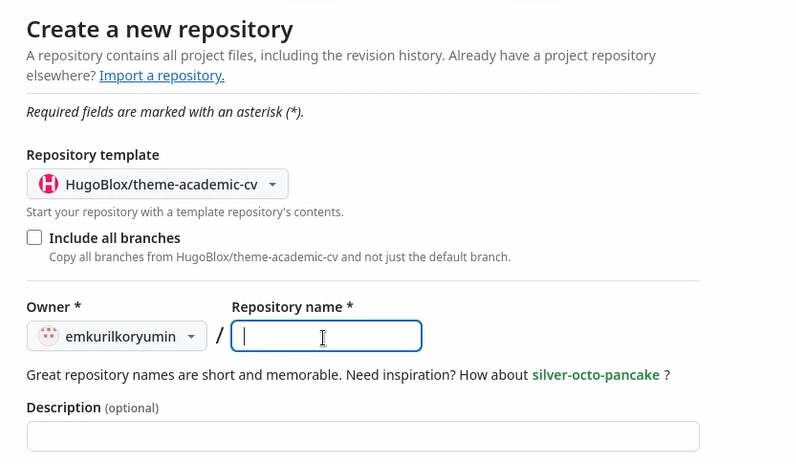 Create a new repository
A repository contains all project files, including the revision history. Already have a project repository
elsewhere? Import a repository.
Required fields are marked with an asterisk (*).
Repository template
HugoBlox/theme-academic-cv
Start your repository with a template repository's contents.
Include all branches
Copy all branches from HugoBlox/theme-academic-cv and not just the default branch.
Owner * Repository name *
emkurilkoryumin /
Great repository names are short and memorable. Need inspiration? How about silver-octo-pancake ?
Description (optional)